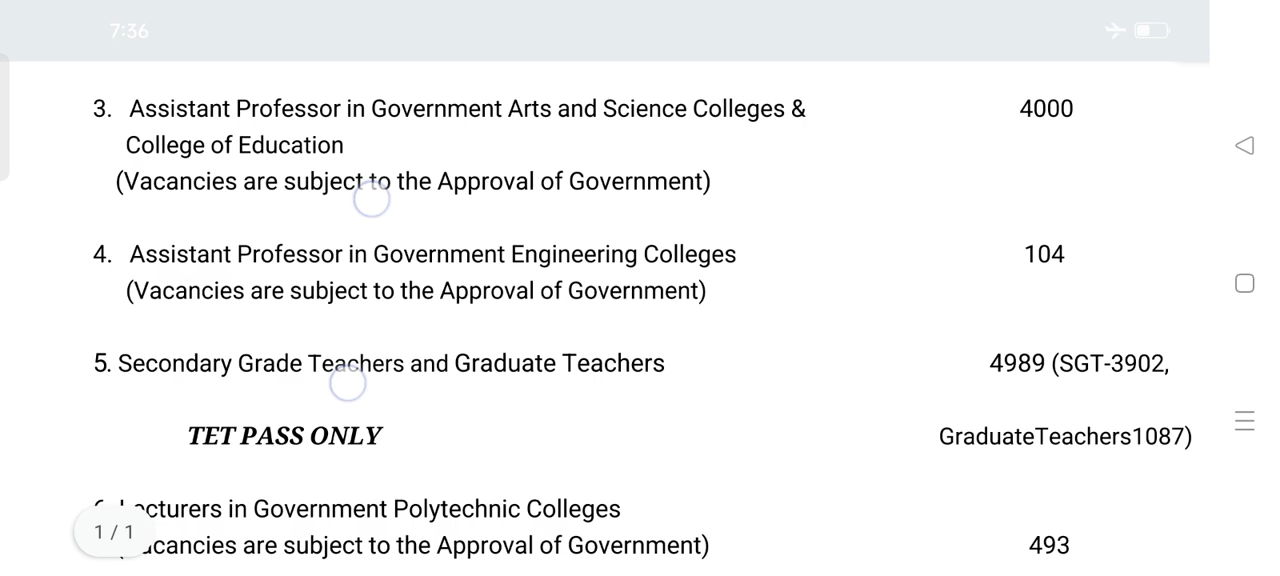 7:36
3. Assistant Professor in Government Arts and Science Colleges & 4000
College of Education
(Vacancies are subject to the Approval of Government)
4. Assistant Professor in Government Engineering Colleges 104
(Vacancies are subject to the Approval of Government)
5. Secondary Grade Teachers and Graduate Teachers 4989 (SGT-3902,
TET PASS ONLY GraduateTeachers1087)
Lecturers in Government Polytechnic Colleges
1 / 1
are subject to the Approval of Government) 493